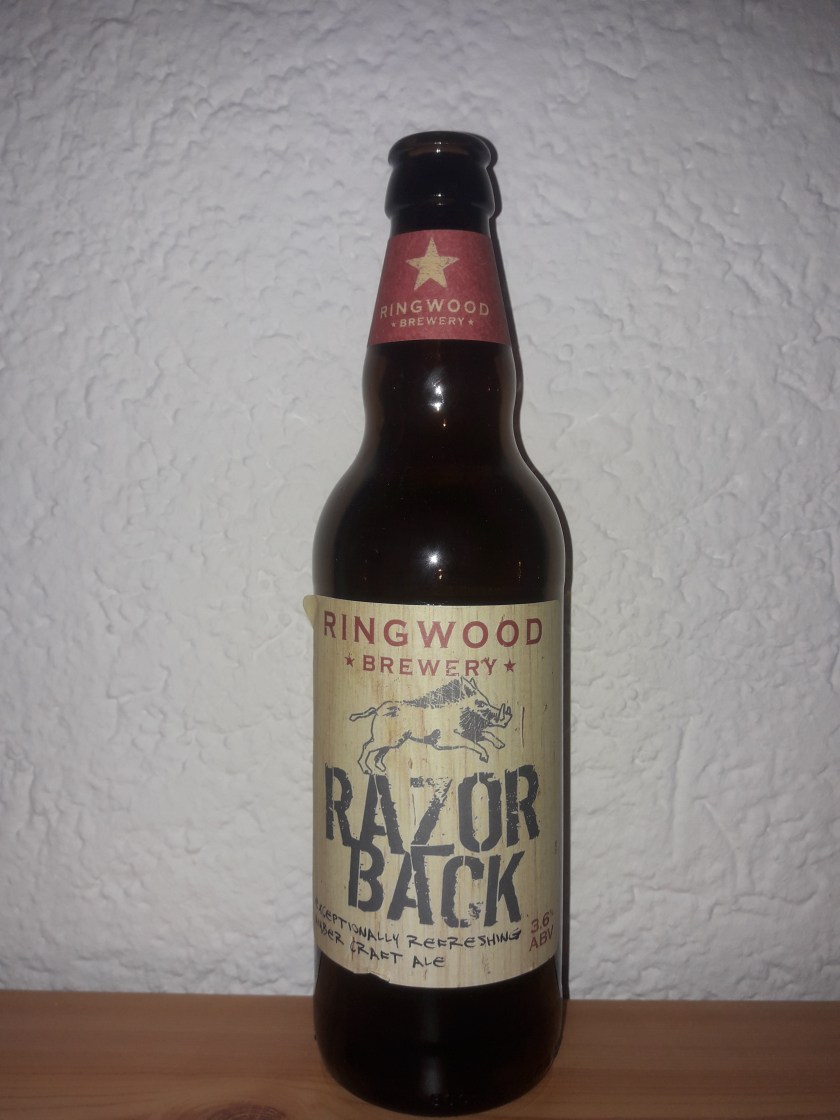 RINGWOOD
★ BREWERY ★
RINGWOOD
★ BREWERY ★
RAZOR
BACK
EXCEPTIONALLY REFRESHING
AMBER CRAFT ALE
3.6%
ABV